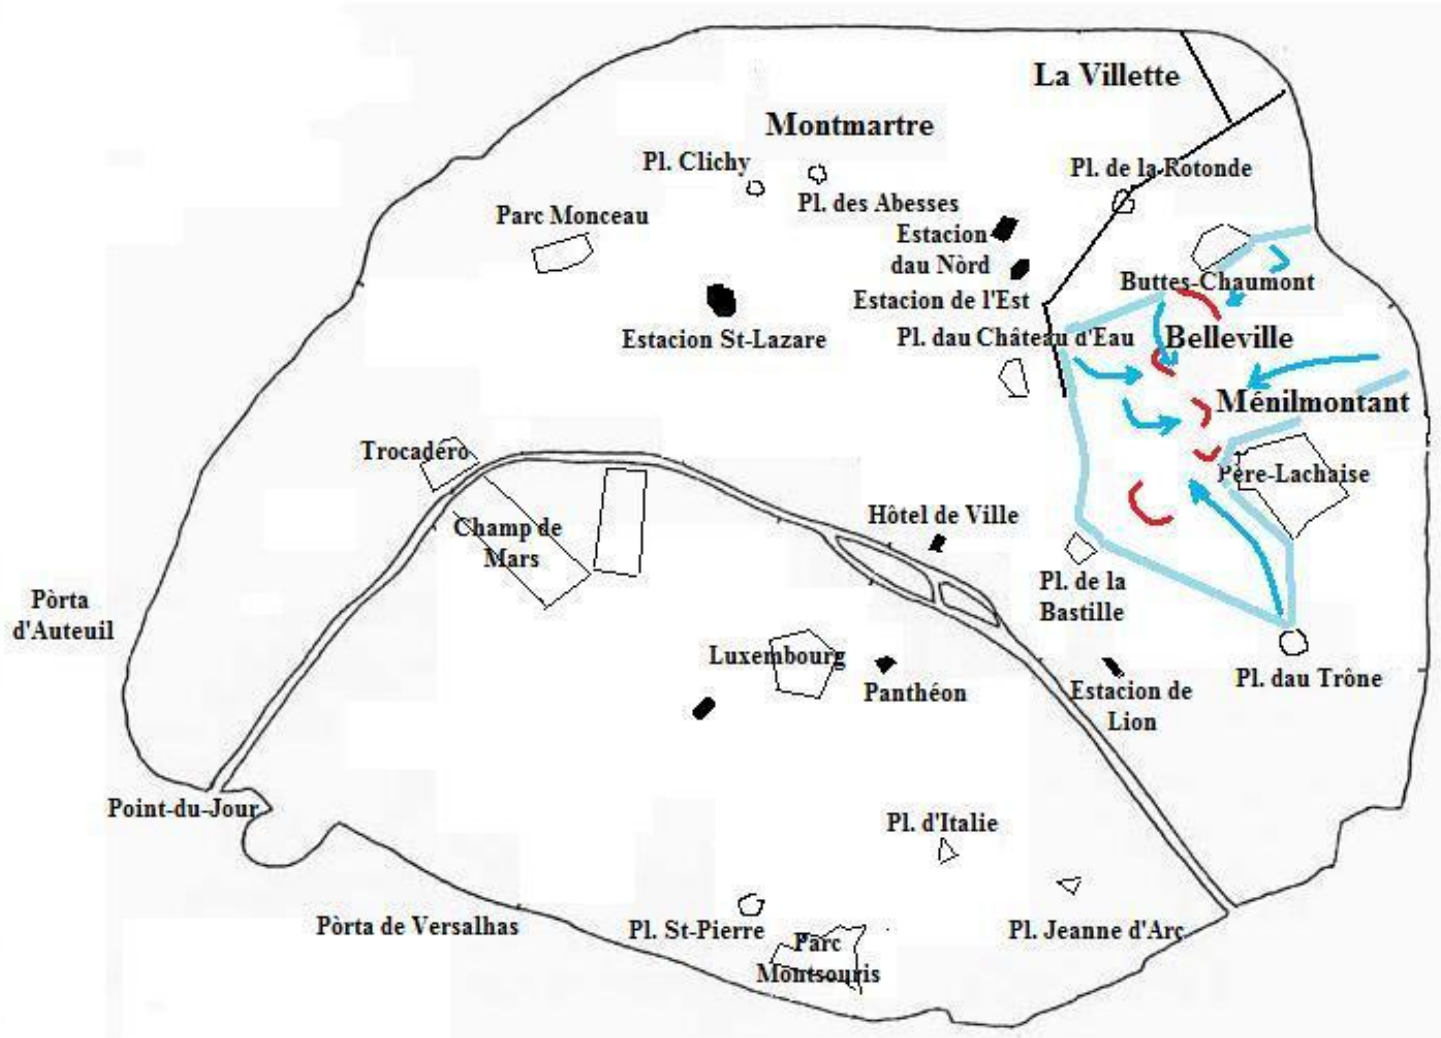 La Villette
Montmartre
Pl. Clichy
Pl. de la Rotonde
Pl. des Abesses
Parc Monceau
Estacion
dau Nòrd
Buttes-Chaumont
Estacion de l'Est
Estacion St-Lazare
Pl. dau Château d'Eau
Belleville
Ménilmontant
Trocadéro
Père-Lachaise
Champ de
Mars
Hôtel de Ville
Pl. de la
Bastille
Pòrta
d'Auteuil
Luxembourg
Panthéon
Estacion de
Lion
Pl. dau Trône
Point-du-Jour
Pl. d'Italie
Pòrta de Versalhas
Pl. St-Pierre
Parc
Montsouris
Pl. Jeanne d'Arc